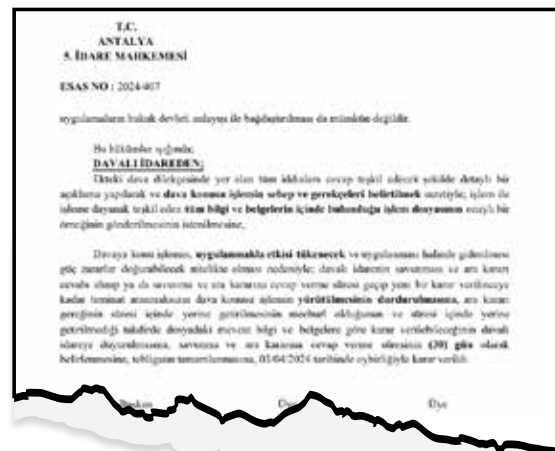 T.C.
ANTALYA
5. İDARE MAHKEMESİ
ESAS NO : 2024/467
uygulamaların hukuk devleti anlayışı ile bağdaştırılması da mümkün değildir.
Bu hükümler ışığında;
DAVALI İDAREDEN;
Ekteki dava dilekçesinde yer alan tüm iddialara cevap teşkil edecek şekilde detaylı bir
açıklama yapılarak ve dava konusu işlemin sebep ve gerekçeleri belirtilmek suretiyle; işlem ile
işleme dayanak teşkil eden tüm bilgi ve belgelerin içinde bulunduğu işlem dosyasının onaylı bir
örneğinin gönderilmesinin istenilmesine,
Davaya konu işlemin, uygulanmakla etkisi tükenecek ve uygulanması halinde giderilmesi
güç zararlar doğurabilecek nitelikte olması nedeniyle; davalı idarenin savunması ve ara kararı
cevabı alınıp ya da savunma ve ara kararına cevap verme süresi geçip yeni bir karar verilinceye
kadar teminat aranmaksızın dava konusu işlemin yürütülmesinin durdurulmasına, ara kararı
gereğinin süresi içinde yerine getirilmesinin mecburi olduğunun ve süresi içinde yerine
getirilmediği takdirde dosyadaki mevcut bilgi ve belgelere göre karar verilebileceğinin davalı
idareye duyurulmasına, savunma ve ara kararına cevap verme süresinin (30) gün olarak
belirlenmesine, tebligatın tamamlanmasına, 03/04/2024 tarihinde oybirliğiyle karar verildi.
Başkan Üye Üye